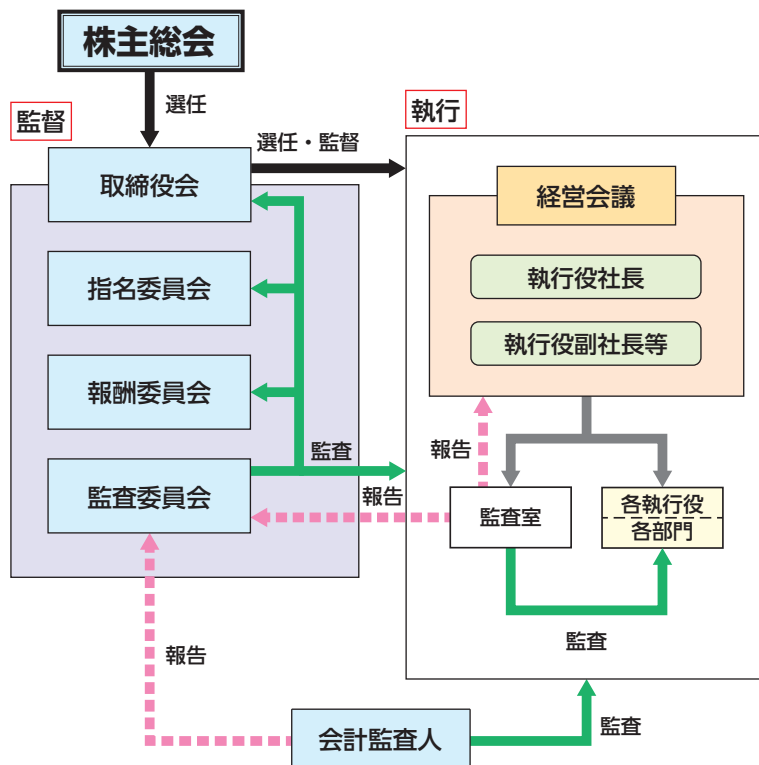 株主総会
選任
監督
取締役会
選任・監督
指名委員会
報酬委員会
監査委員会
監査
報告
執行
経営会議
執行役社長
執行役副社長等
報告
監査室
各執行役
各部門
監査
報告
会計監査人
監査